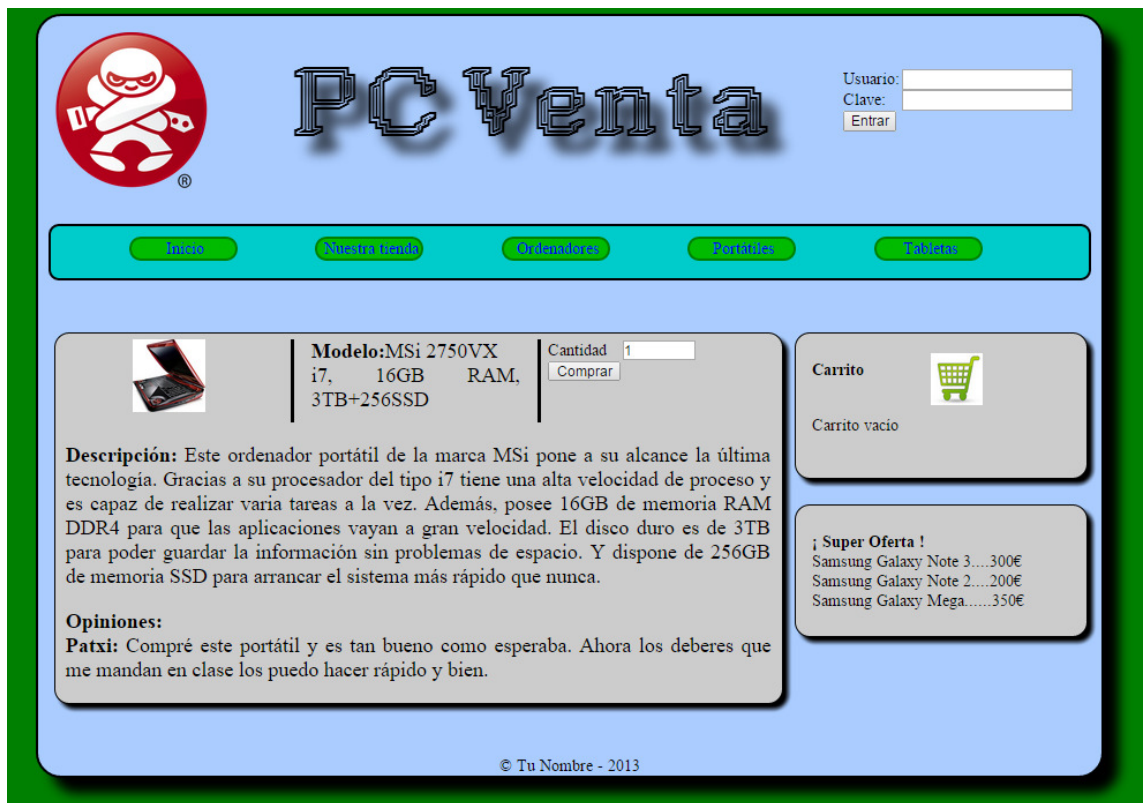 PC Venta
Usuario:
Clave:
Entrar
®
Inicio
Nuestra tienda
Ordenadores
Portátiles
Tabletas
Modelo:MSi 2750VX
i7, 16GB RAM,
3TB+256SSD
Cantidad 1
Comprar
Descripción: Este ordenador portátil de la marca MSi pone a su alcance la última
tecnología. Gracias a su procesador del tipo i7 tiene una alta velocidad de proceso y
es capaz de realizar varia tareas a la vez. Además, posee 16GB de memoria RAM
DDR4 para que las aplicaciones vayan a gran velocidad. El disco duro es de 3TB
para poder guardar la información sin problemas de espacio. Y dispone de 256GB
de memoria SSD para arrancar el sistema más rápido que nunca.
Opiniones:
Patxi: Compré este portátil y es tan bueno como esperaba. Ahora los deberes que
me mandan en clase los puedo hacer rápido y bien.
Carrito
Carrito vacio
¡ Super Oferta !
Samsung Galaxy Note 3....300€
Samsung Galaxy Note 2....200€
Samsung Galaxy Mega......350€
© Tu Nombre - 2013